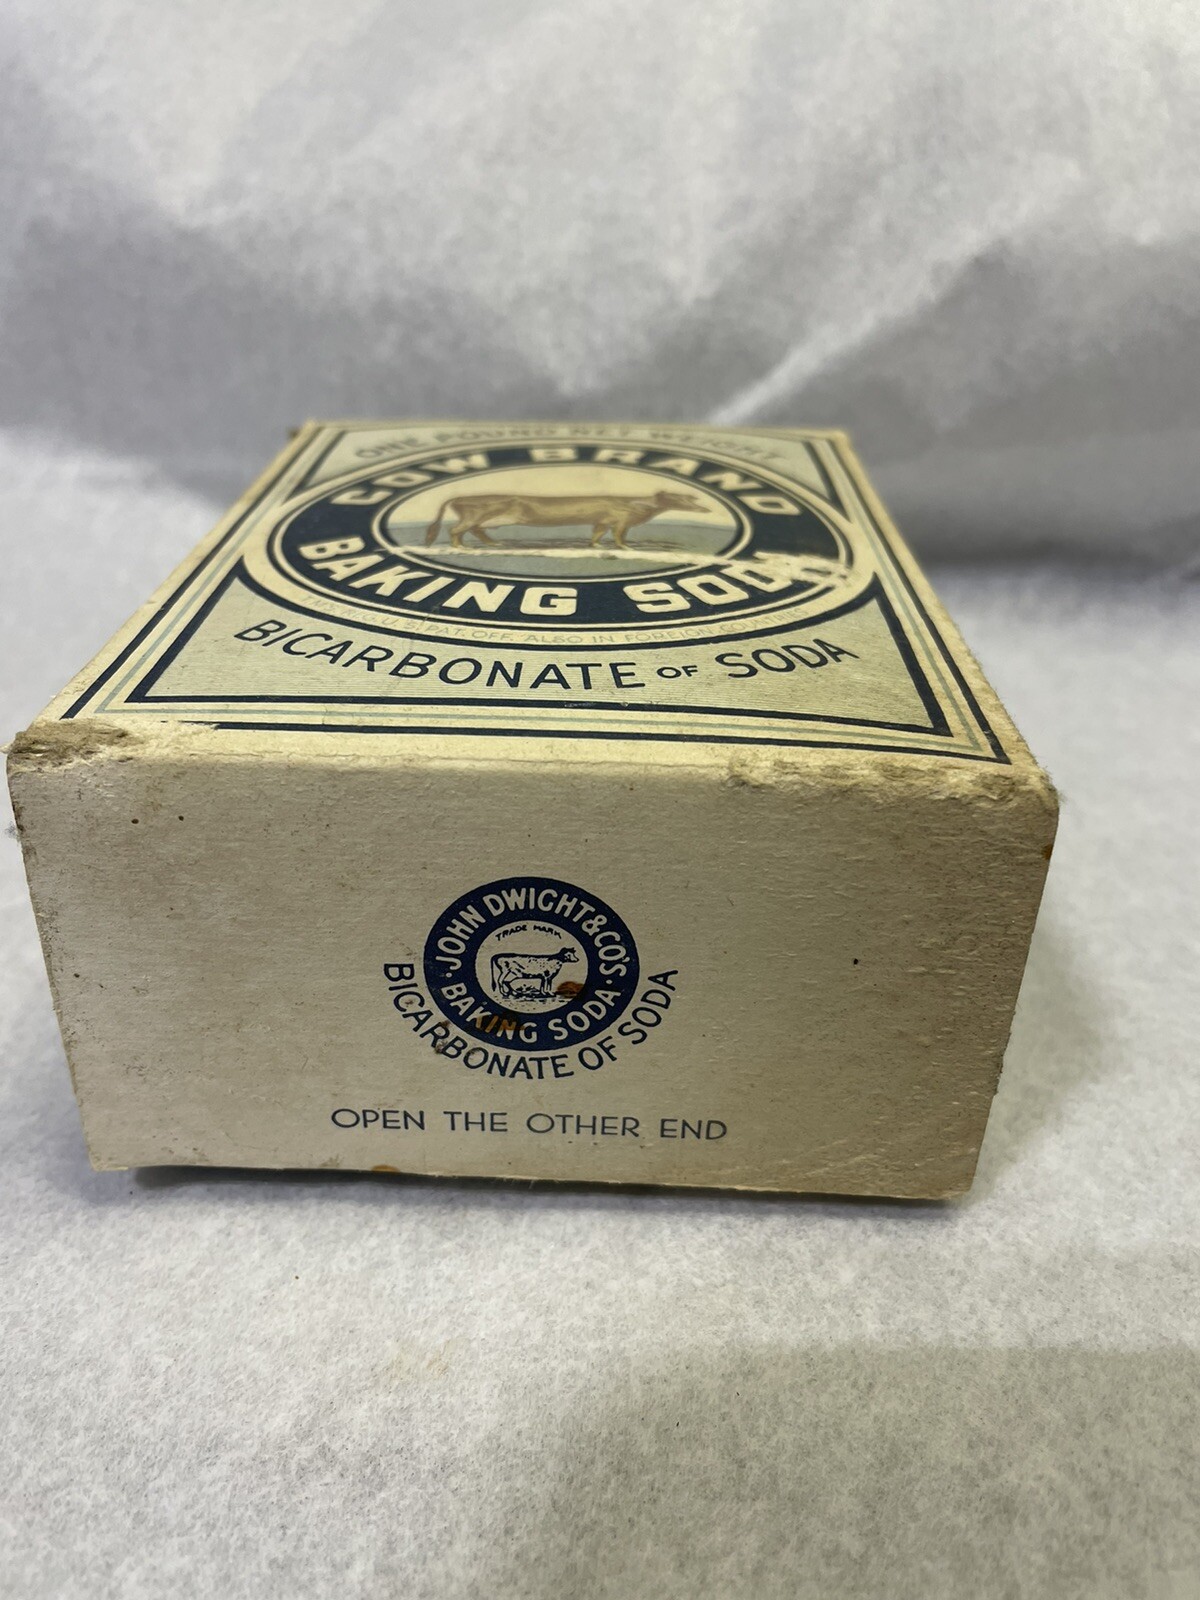 ONE POUND NET WEIGHT
COW BRAND
BAKING SODA
BICARBONATE OF SODA
JOHN DWIGHT & CO'S
TRADE MARK
BAKING SODA
BICARBONATE OF SODA
OPEN THE OTHER END